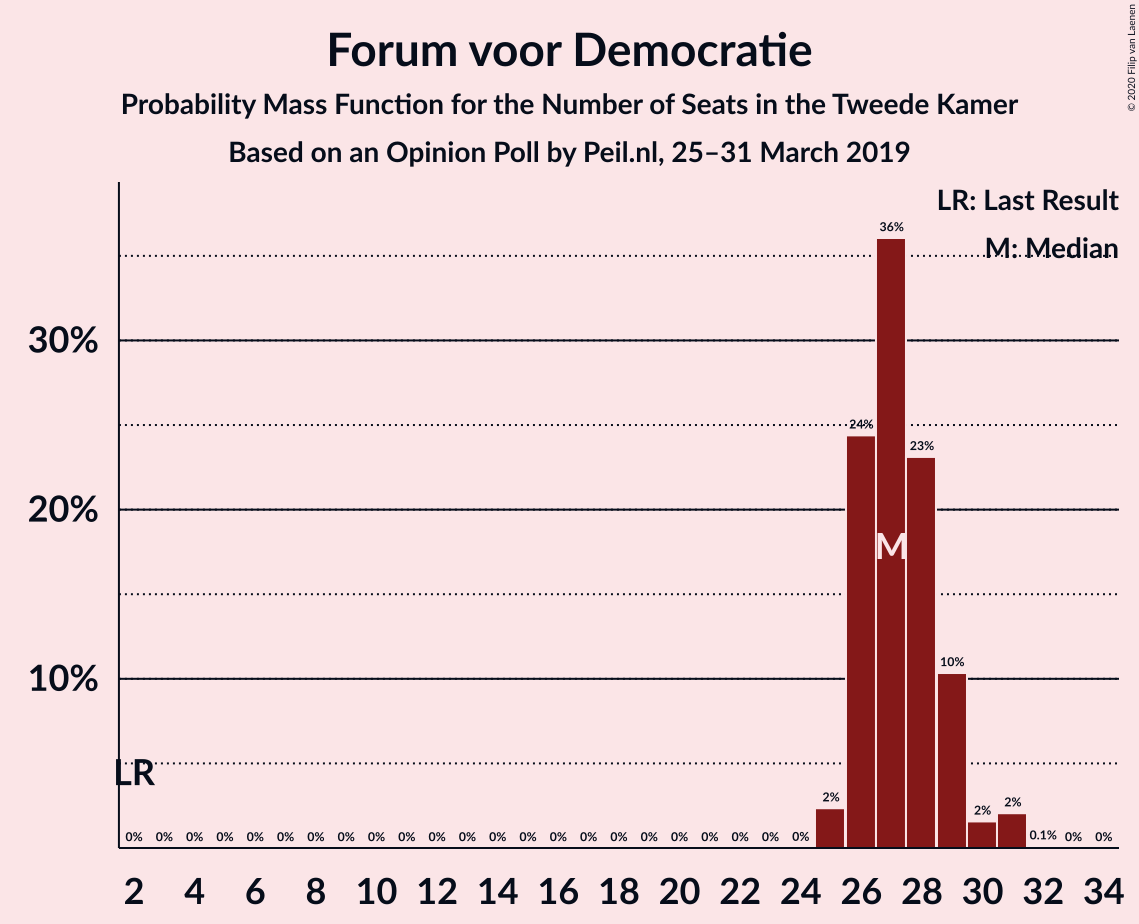 Forum voor Democratie
Probability Mass Function for the Number of Seats in the Tweede Kamer
Based on an Opinion Poll by Peil.nl, 25–31 March 2019
© 2020 Filip van Laenen
LR: Last Result
M: Median
36%
30%
24%
23%
20%
M
10%
10%
LR
2%
2%
2%
0% 0% 0% 0% 0% 0% 0% 0% 0% 0% 0% 0% 0% 0% 0% 0% 0% 0% 0% 0% 0% 0% 0% 0.1% 0% 0%
2 4 6 8 10 12 14 16 18 20 22 24 26 28 30 32 34